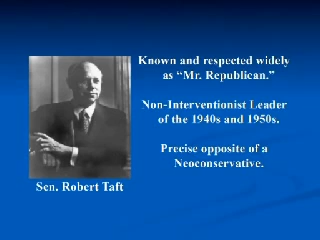 Known and respected widely
as “Mr. Republican.”
Non-Interventionist Leader
of the 1940s and 1950s.
Precise opposite of a
Neoconservative.
Sen. Robert Taft